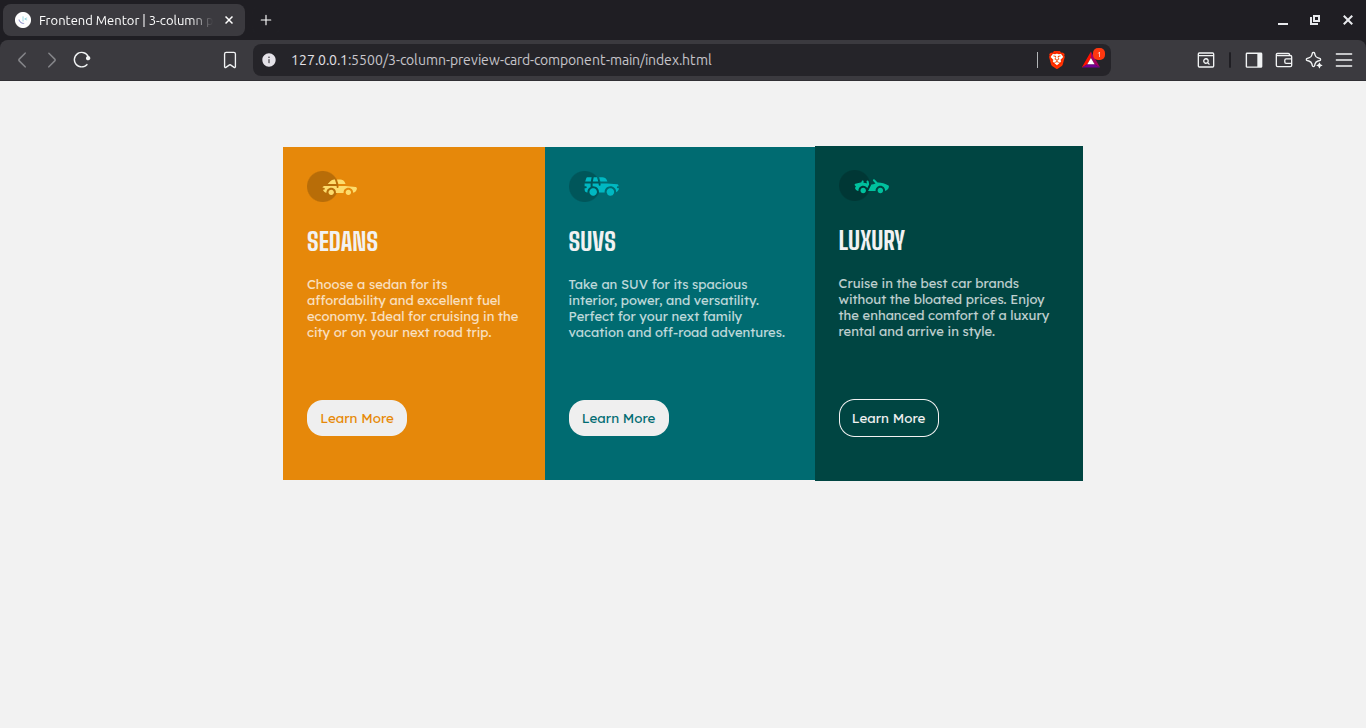 Frontend Mentor | 3-column p
127.0.0.1:5500/3-column-preview-card-component-main/index.html
1
SEDANS
Choose a sedan for its
affordability and excellent fuel
economy. Ideal for cruising in the
city or on your next road trip.
Learn More
SUVS
Take an SUV for its spacious
interior, power, and versatility.
Perfect for your next family
vacation and off-road adventures.
Learn More
LUXURY
Cruise in the best car brands
without the bloated prices. Enjoy
the enhanced comfort of a luxury
rental and arrive in style.
Learn More